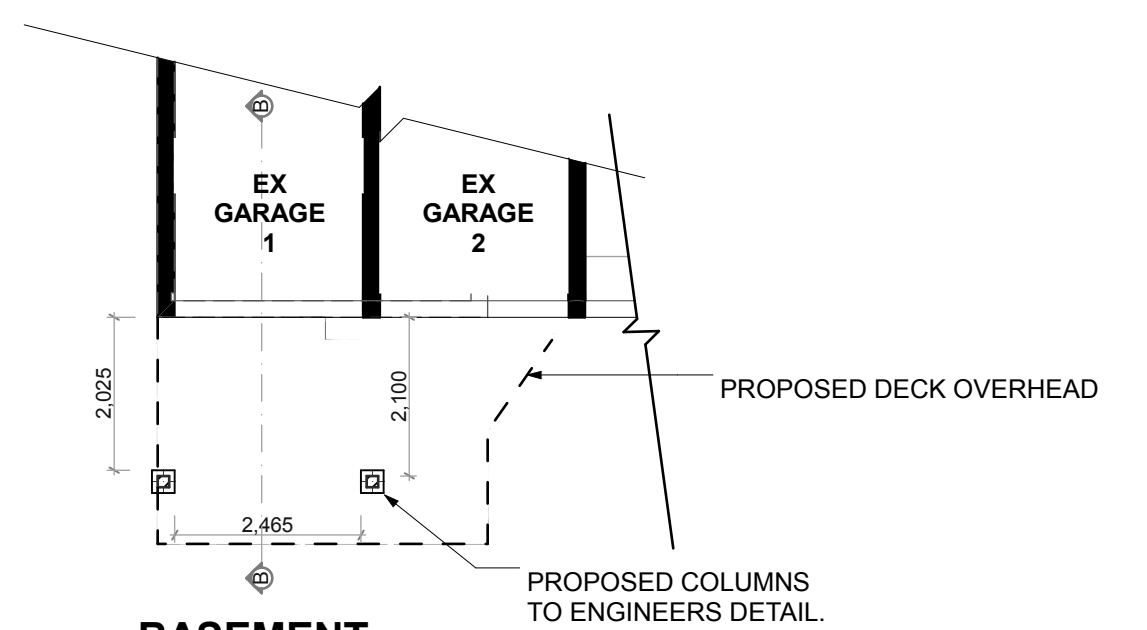 B
EX
GARAGE
1
EX
GARAGE
2
2,025
2,100
PROPOSED DECK OVERHEAD
2,465
B
PROPOSED COLUMNS
TO ENGINEERS DETAIL.
BASEMENT